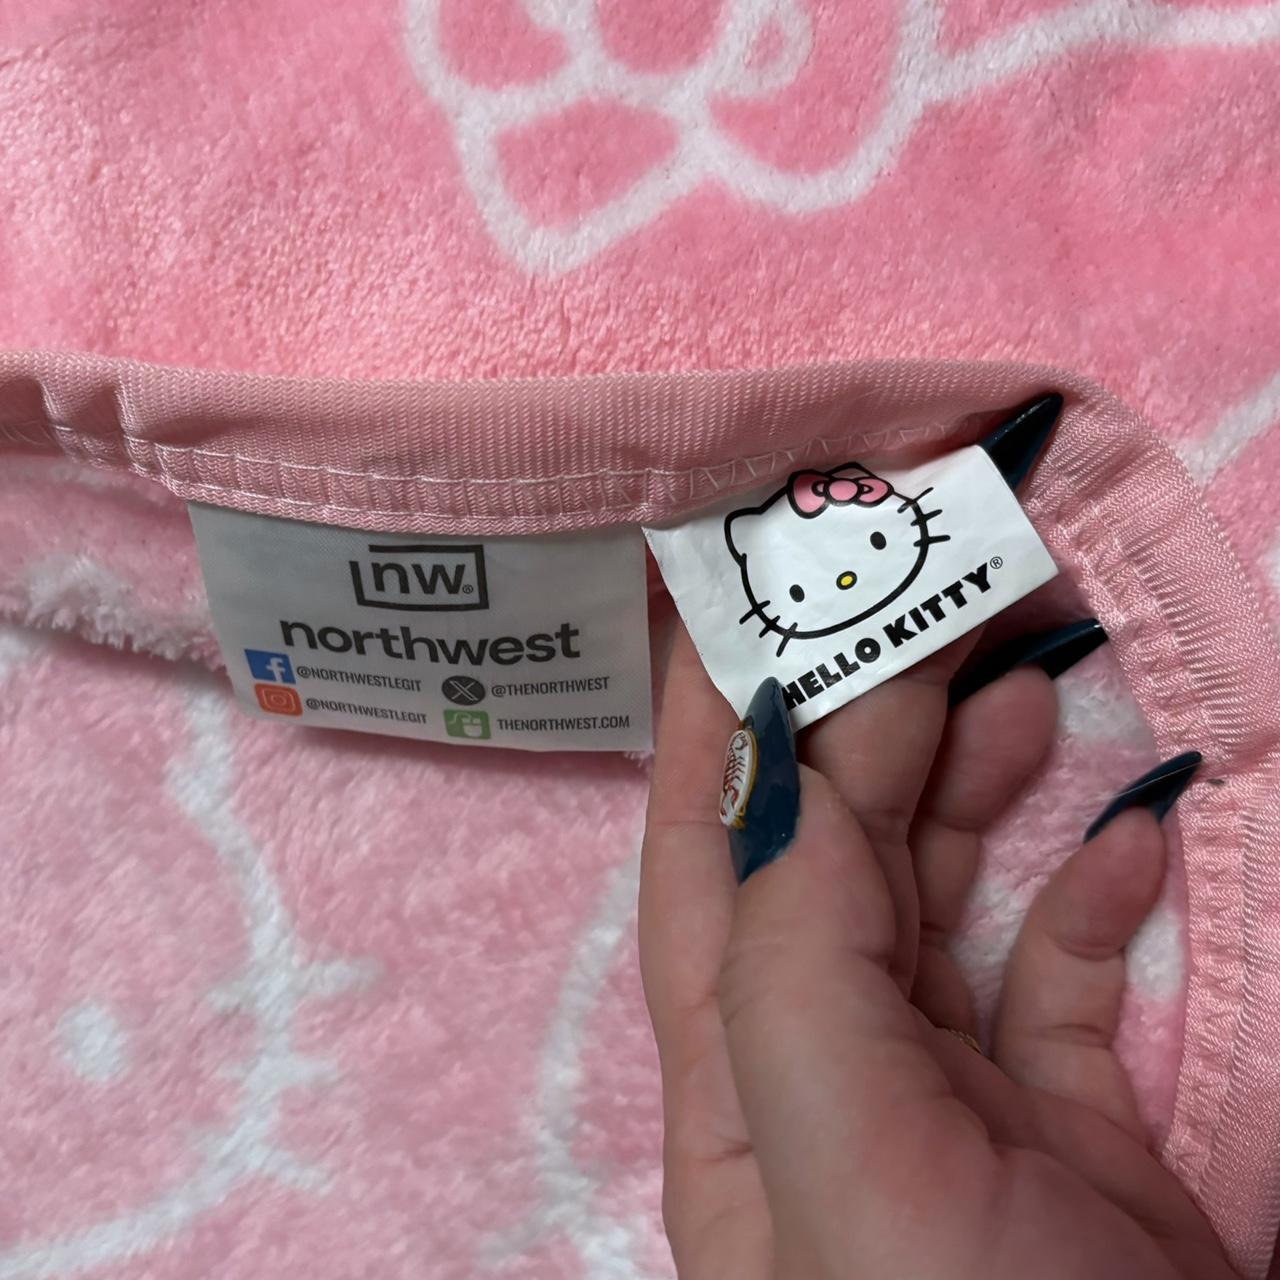 nw®
northwest
@NORTHWESTLEGIT
@THENORTHWEST
@NORTHWESTLEGIT
THENORTHWEST.COM
HELLO KITTY®